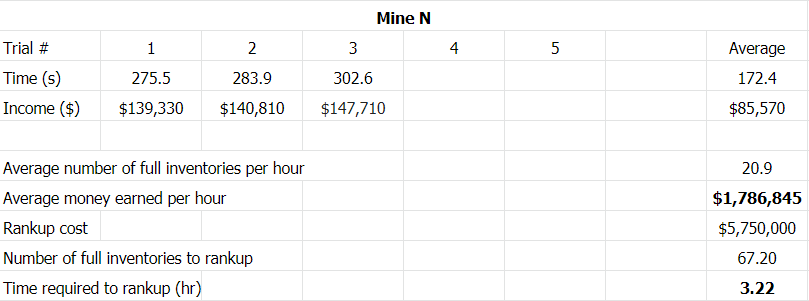 Mine N
Trial # 1 2 3 4 5 Average
Time (s) 275.5 283.9 302.6 172.4
Income ($) $139,330 $140,810 $147,710 $85,570
Average number of full inventories per hour 20.9
Average money earned per hour $1,786,845
Rankup cost $5,750,000
Number of full inventories to rankup 67.20
Time required to rankup (hr) 3.22